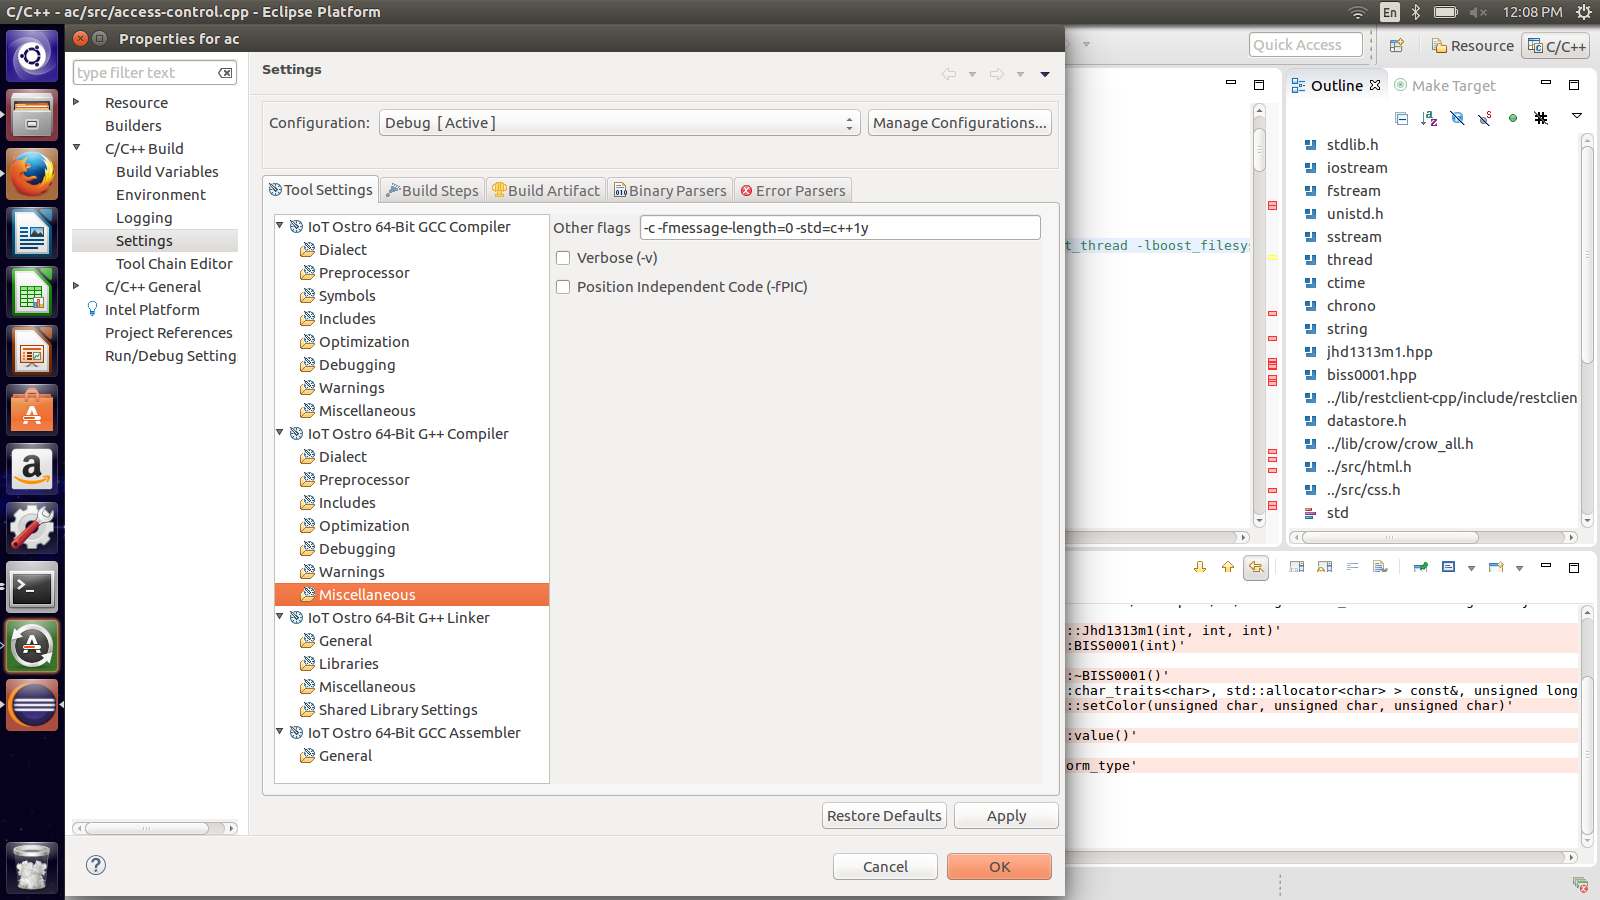 C/C++ - ac/src/access-control.cpp - Eclipse Platform
En
12:08 PM
Properties for ac
type filter text
Resource
Builders
C/C++ Build
Build Variables
Environment
Logging
Settings
Tool Chain Editor
C/C++ General
Intel Platform
Project References
Run/Debug Setting
Settings
Configuration:
Debug [ Active ]
Manage Configurations...
Tool Settings
Build Steps
Build Artifact
Binary Parsers
Error Parsers
IoT Ostro 64-Bit GCC Compiler
Dialect
Preprocessor
Symbols
Includes
Optimization
Debugging
Warnings
Miscellaneous
IoT Ostro 64-Bit G++ Compiler
Dialect
Preprocessor
Includes
Optimization
Debugging
Warnings
Miscellaneous
IoT Ostro 64-Bit G++ Linker
General
Libraries
Miscellaneous
Shared Library Settings
IoT Ostro 64-Bit GCC Assembler
General
Other flags
-c -fmessage-length=0 -std=c++1y
Verbose (-v)
Position Independent Code (-fPIC)
Restore Defaults
Apply
Cancel
OK
Quick Access
Resource
C/C++
t_thread -lboost_filesy
Outline
Make Target
stdlib.h
iostream
fstream
unistd.h
sstream
thread
ctime
chrono
string
jhd1313m1.hpp
biss0001.hpp
../lib/restclient-cpp/include/restclien
datastore.h
../lib/crow/crow_all.h
../src/html.h
../src/css.h
std
::Jhd1313m1(int, int, int)'
:BISS0001(int)'
:~BISS0001()'
:char_traits<char>, std::allocator<char> > const&, unsigned long
::setColor(unsigned char, unsigned char, unsigned char)'
:value()'
orm_type'